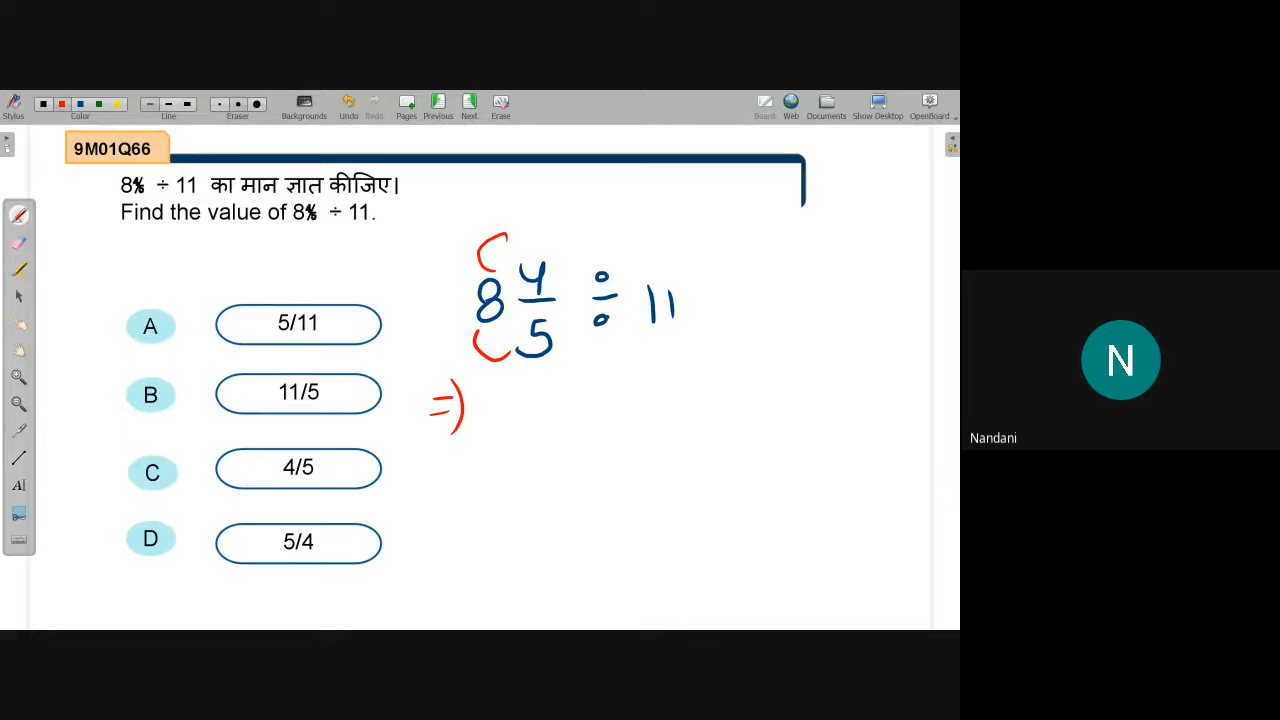 Stylus
Color
Line
Eraser
Backgrounds
Undo
Redo
Pages
Previous
Next
Erase
Board
Web
Documents
Show Desktop
OpenBoard
9M01Q66
8⅘ ÷ 11 का मान ज्ञात कीजिए।
Find the value of 8⅘ ÷ 11.
8 4/5 ÷ 11
=)
A 5/11
B 11/5
C 4/5
D 5/4
N
Nandani